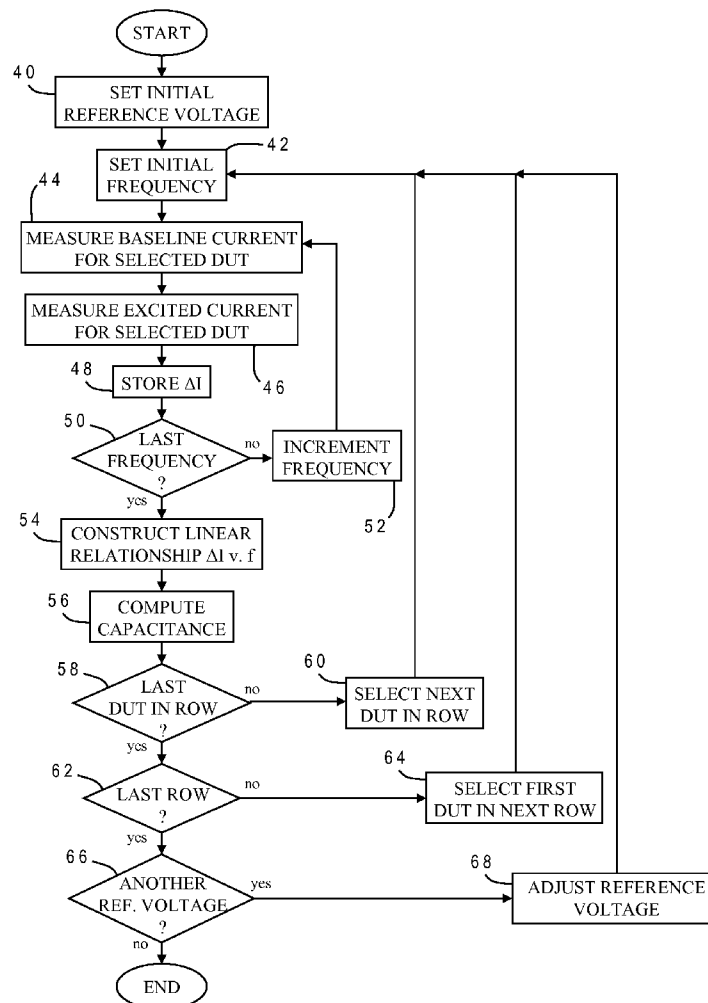 START
40
SET INITIAL
REFERENCE VOLTAGE
42
SET INITIAL
FREQUENCY
44
MEASURE BASELINE CURRENT
FOR SELECTED DUT
MEASURE EXCITED CURRENT
FOR SELECTED DUT
46
48
STORE ΔI
50
LAST
FREQUENCY
?
no
yes
INCREMENT
FREQUENCY
52
54
CONSTRUCT LINEAR
RELATIONSHIP ΔI v. f
56
COMPUTE
CAPACITANCE
58
LAST
DUT IN ROW
?
no
yes
60
SELECT NEXT
DUT IN ROW
62
LAST ROW
?
no
yes
64
SELECT FIRST
DUT IN NEXT ROW
66
ANOTHER
REF. VOLTAGE
?
yes
no
68
ADJUST REFERENCE
VOLTAGE
END